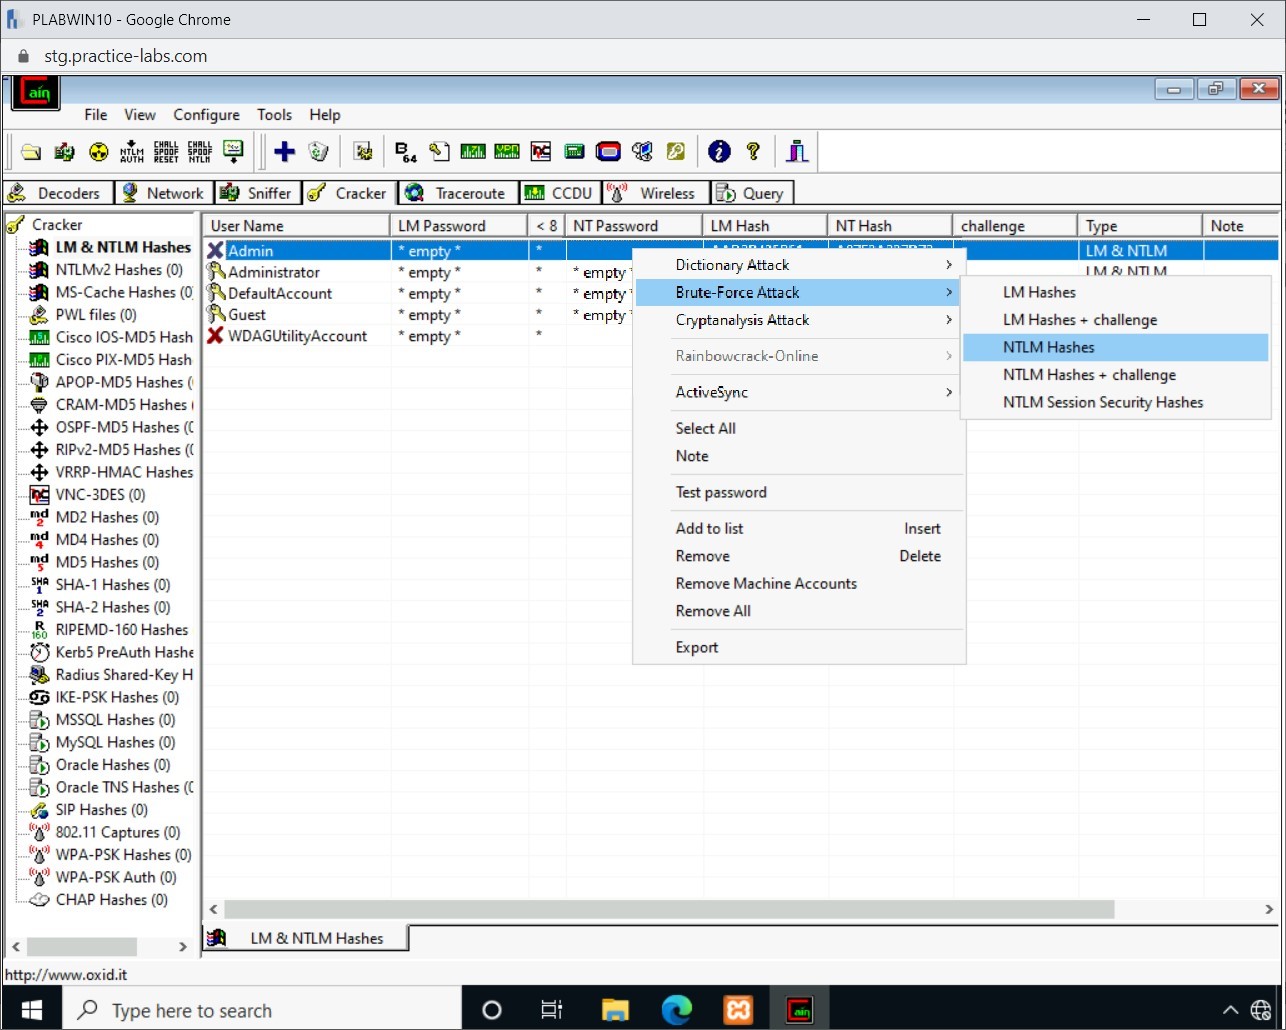 PLABWIN10 - Google Chrome
stg.practice-labs.com
Cain
File View Configure Tools Help
NTLM AUTH CHALL SPOOF RESET CHALL SPOOF NTLM B64
Decoders Network Sniffer Cracker Traceroute CCDU Wireless Query
Cracker
LM & NTLM Hashes
NTLMv2 Hashes (0)
MS-Cache Hashes (0
PWL files (0)
Cisco IOS-MD5 Hash
Cisco PIX-MD5 Hash
APOP-MD5 Hashes (
CRAM-MD5 Hashes (
OSPF-MD5 Hashes (0
RIPv2-MD5 Hashes (0
VRRP-HMAC Hashes
VNC-3DES (0)
md2 MD2 Hashes (0)
md4 MD4 Hashes (0)
md5 MD5 Hashes (0)
SHA1 SHA-1 Hashes (0)
SHA2 SHA-2 Hashes (0)
R160 RIPEMD-160 Hashes
Kerb5 PreAuth Hashe
Radius Shared-Key H
IKE-PSK Hashes (0)
MSSQL Hashes (0)
MySQL Hashes (0)
Oracle Hashes (0)
Oracle TNS Hashes (0
SIP Hashes (0)
802.11 Captures (0)
WPA-PSK Hashes (0)
WPA-PSK Auth (0)
CHAP Hashes (0)
User Name LM Password < 8 NT Password LM Hash NT Hash challenge Type Note
Admin * empty * * LM & NTLM
Administrator * empty * * * empty * LM & NTLM
DefaultAccount * empty * * * empty
Guest * empty * * * empty
WDAGUtilityAccount * empty * *
Dictionary Attack
Brute-Force Attack
Cryptanalysis Attack
Rainbowcrack-Online
ActiveSync
Select All
Note
Test password
Add to list Insert
Remove Delete
Remove Machine Accounts
Remove All
Export
LM Hashes
LM Hashes + challenge
NTLM Hashes
NTLM Hashes + challenge
NTLM Session Security Hashes
LM & NTLM Hashes
http://www.oxid.it
Type here to search